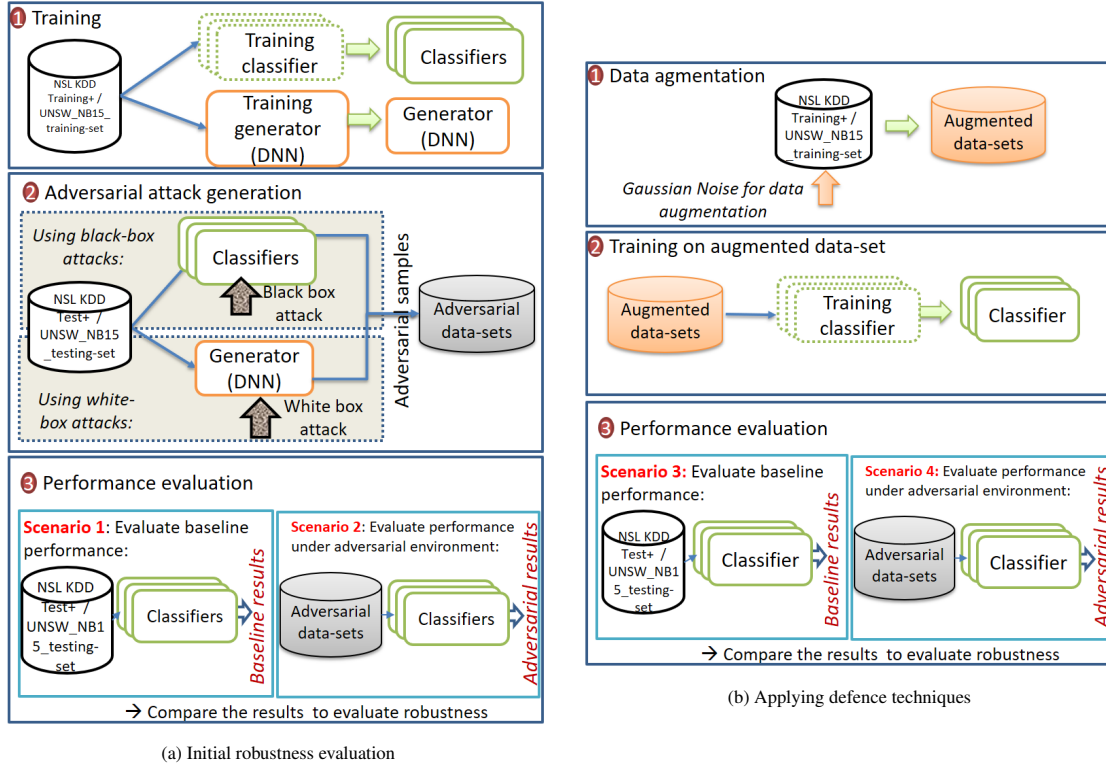 1 Training
NSL KDD
Training+ /
UNSW_NB15_
training-set
Training
classifier
Classifiers
Training
generator
(DNN)
Generator
(DNN)
2 Adversarial attack generation
Using black-box
attacks:
Classifiers
Black box
attack
NSL KDD
Test+ /
UNSW_NB15
_testing-set
Generator
(DNN)
Using white-
box attacks:
White box
attack
Adversarial samples
Adversarial
data-sets
3 Performance evaluation
Scenario 1: Evaluate baseline
performance:
NSL KDD
Test+ /
UNSW_NB1
5_testing-
set
Classifiers
Baseline results
Scenario 2: Evaluate performance
under adversarial environment:
Adversarial
data-sets
Classifiers
Adversarial results
→ Compare the results to evaluate robustness
(a) Initial robustness evaluation
1 Data agmentation
NSL KDD
Training+ /
UNSW_NB15
_training-set
Augmented
data-sets
Gaussian Noise for data
augmentation
2 Training on augmented data-set
Augmented
data-sets
Training
classifier
Classifier
3 Performance evaluation
Scenario 3: Evaluate baseline
performance:
NSL KDD
Test+ /
UNSW_NB1
5_testing-
set
Classifier
Baseline results
Scenario 4: Evaluate performance
under adversarial environment:
Adversarial
data-sets
Classifier
Adversarial results
→ Compare the results to evaluate robustness
(b) Applying defence techniques